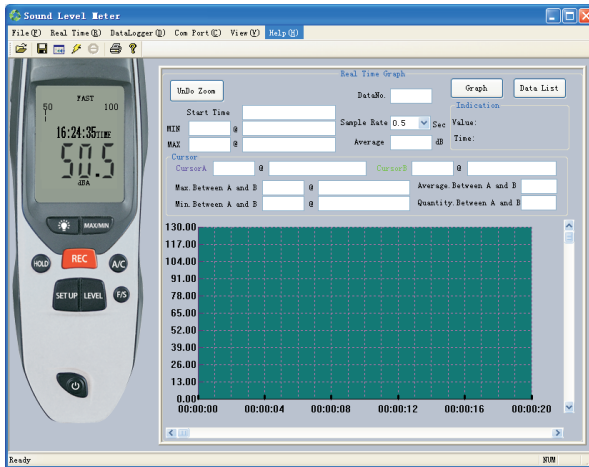 Sound Level Meter
File(F) Real Time(R) DataLogger(D) Com Port(C) View(V) Help(H)
FAST
50 100
16:24:35TIME
50.5
dBA
MAX/MIN
HOLD REC A/C
SETUP LEVEL F/S
Real Time Graph
UnDo Zoom DataNo. Graph Data List
Start Time Indication
MIN @ Sample Rate 0.5 Sec Value:
MAX @ Average dB Time:
Cursor
CursorA @ CursorB @
Max.Between A and B @ Average.Between A and B
Min.Between A and B @ Quantity.Between A and B
130.00
117.00
104.00
91.00
78.00
65.00
52.00
39.00
26.00
13.00
0.00
00:00:00 00:00:04 00:00:08 00:00:12 00:00:16 00:00:20
Ready NUM